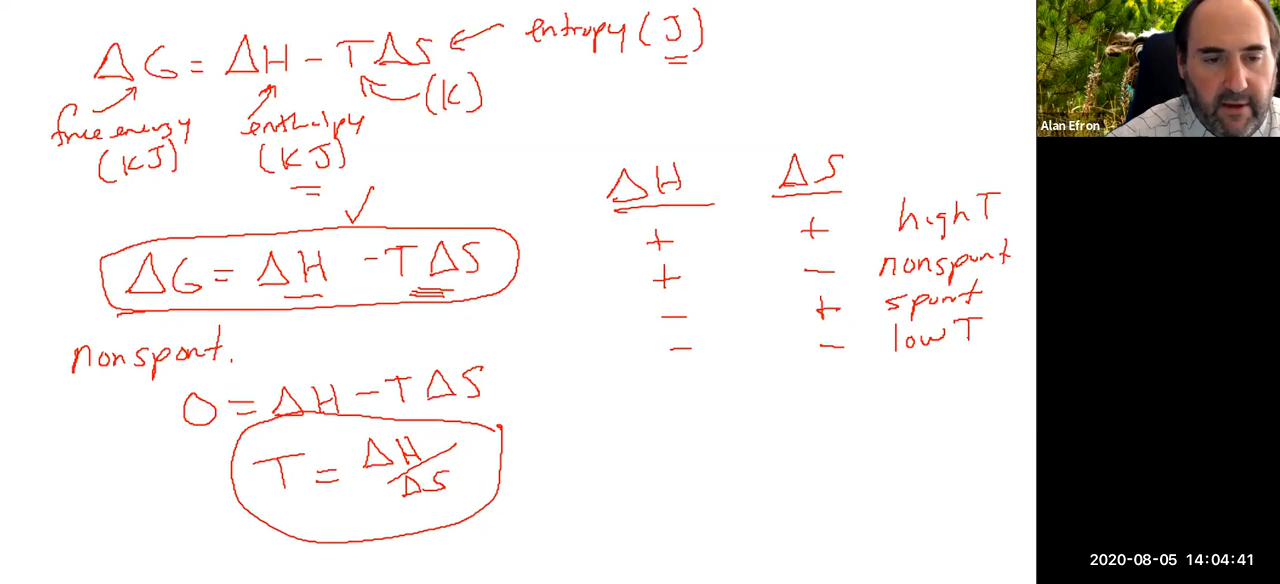 ΔG = ΔH - TΔS ← entropy (J)
(K)
free energy
(KJ)
enthalpy
(KJ)
✓
ΔG = ΔH - TΔS
nonspont.
0 = ΔH - TΔS
T = ΔH/ΔS
ΔH ΔS
+ + high T
+ - nonspont
- + spont
- - low T
Alan Efron
2020-08-05 14:04:41